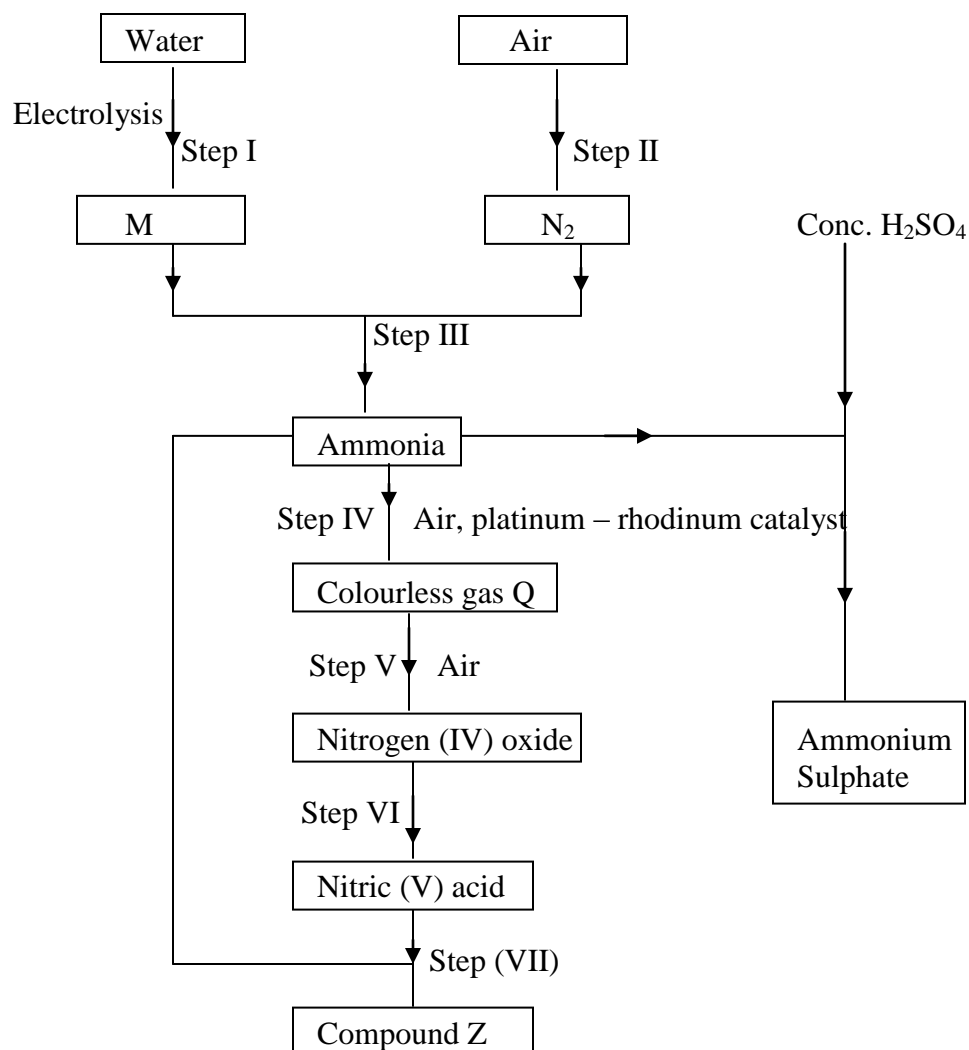 Water
Air
Electrolysis
Step I
Step II
M
N₂
Conc. H₂SO₄
Step III
Ammonia
Step IV
Air, platinum – rhodinum catalyst
Colourless gas Q
Step V
Air
Nitrogen (IV) oxide
Ammonium
Sulphate
Step VI
Nitric (V) acid
Step (VII)
Compound Z